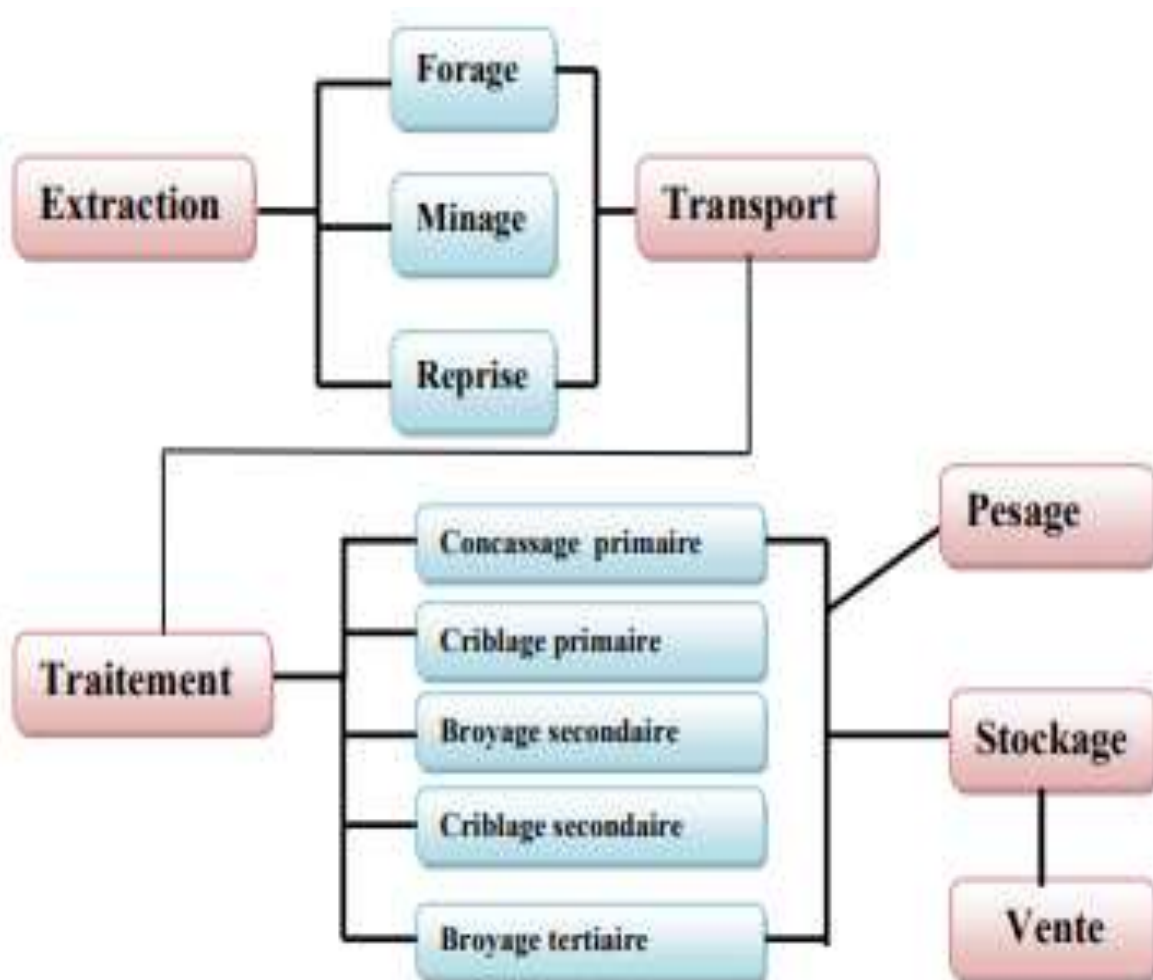 Extraction
Forage
Minage
Reprise
Transport
Traitement
Concassage primaire
Criblage primaire
Broyage secondaire
Criblage secondaire
Broyage tertiaire
Pesage
Stockage
Vente